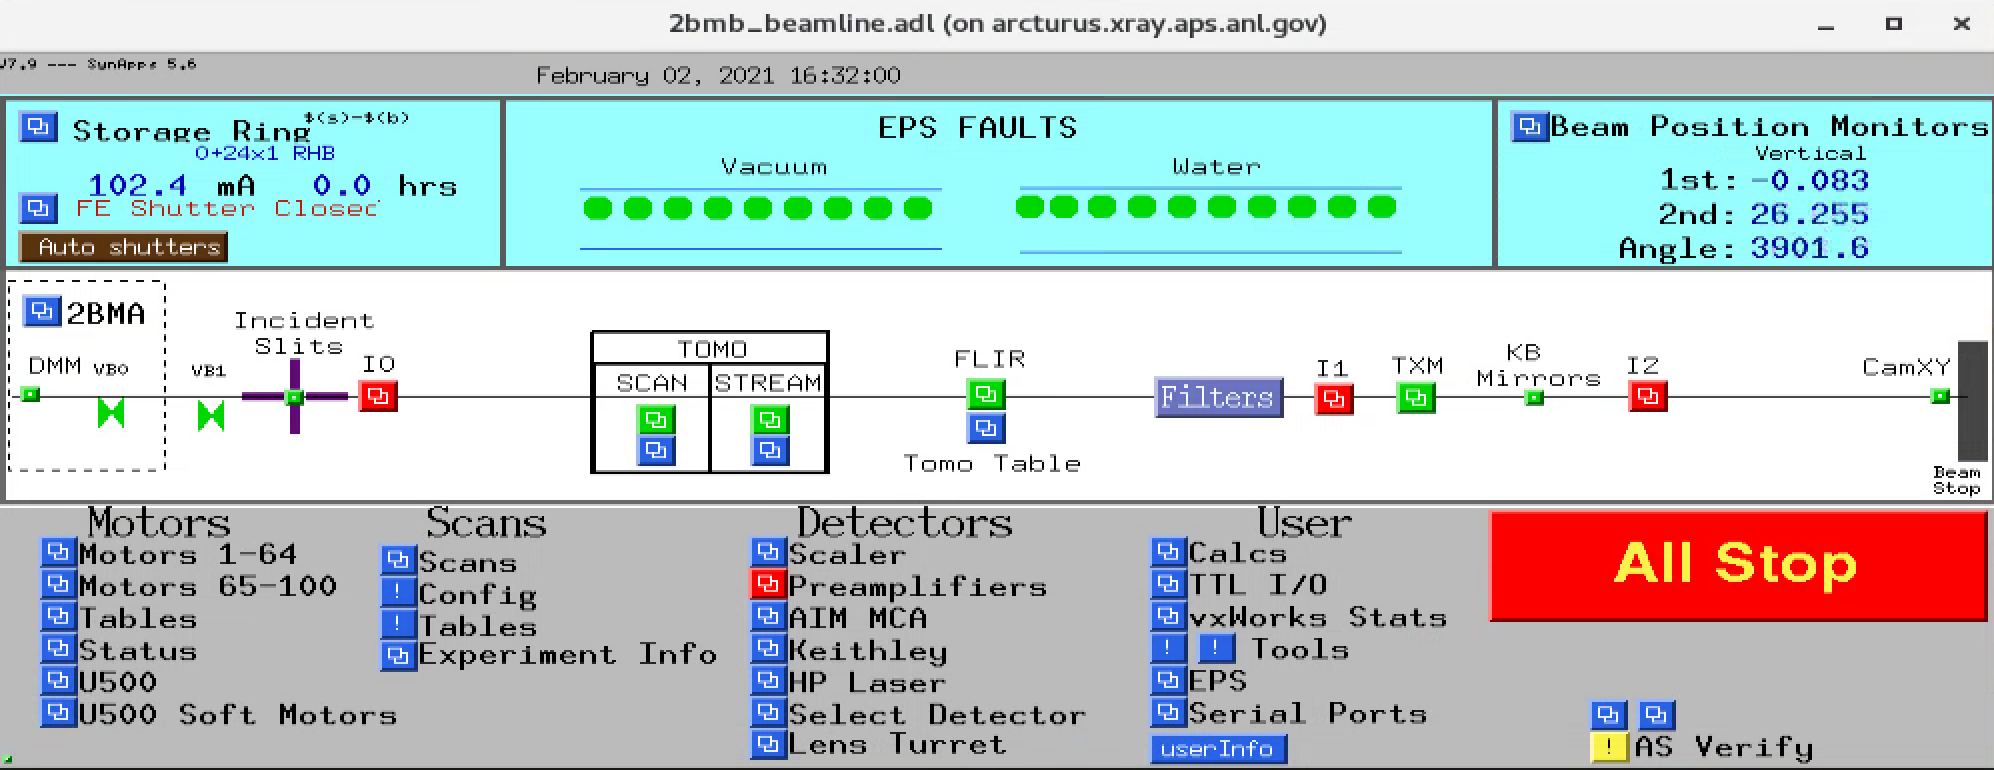 2bmb_beamline.adl (on arcturus.xray.aps.anl.gov)
V7.9 --- SynApps 5.6
February 02, 2021 16:32:00
Storage Ring $(s)-$(b)
0+24x1 RHB
102.4 mA 0.0 hrs
FE Shutter Closed
Auto shutters
EPS FAULTS
Vacuum Water
Beam Position Monitors
Vertical
1st: -0.083
2nd: 26.255
Angle: 3901.6
2BMA
DMM VB0
VB1
Incident
Slits
IO
TOMO
SCAN STREAM
FLIR
Tomo Table
Filters
I1
TXM
KB
Mirrors
I2
CamXY
Beam
Stop
Motors
Motors 1-64
Motors 65-100
Tables
Status
U500
U500 Soft Motors
Scans
Scans
! Config
! Tables
Experiment Info
Detectors
Scaler
Preamplifiers
AIM MCA
Keithley
HP Laser
Select Detector
Lens Turret
User
Calcs
TTL I/O
vxWorks Stats
! ! Tools
EPS
Serial Ports
userInfo
All Stop
! AS Verify